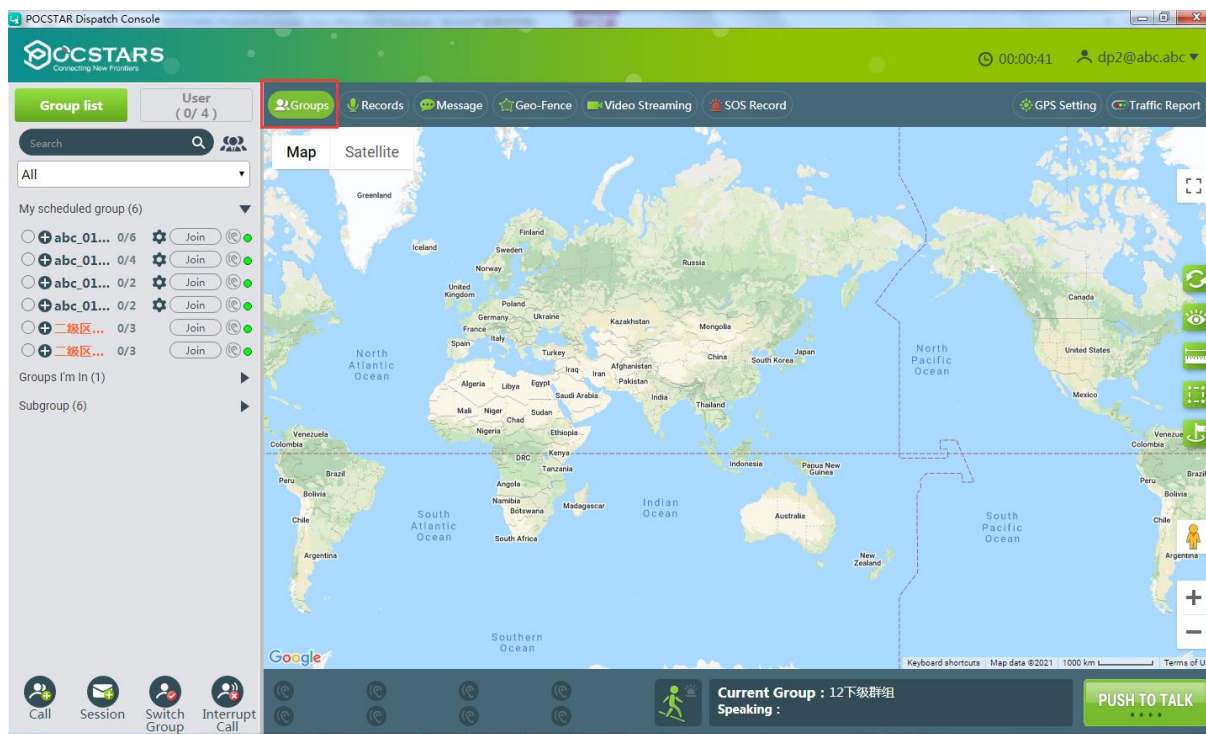 POCSTAR Dispatch Console
POCSTARS
Connecting New Frontiers
00:00:41
dp2@abc.abc
Group list
User
( 0/ 4 )
Groups
Records
Message
Geo-Fence
Video Streaming
SOS Record
GPS Setting
Traffic Report
Search
All
My scheduled group (6)
abc_01... 0/6 Join
abc_01... 0/4 Join
abc_01... 0/2 Join
abc_01... 0/2 Join
二级区... 0/3 Join
二级区... 0/3 Join
Groups I'm In (1)
Subgroup (6)
Map
Satellite
Greenland
Iceland
Finland
Sweden
Norway
Russia
United
Kingdom
Poland
Germany
Ukraine
France
Italy
Spain
Kazakhstan
Mongolia
Turkey
China
South Korea
Japan
Iraq
Iran
Afghanistan
Pakistan
Algeria
Libya
Egypt
Saudi Arabia
India
Thailand
Mali
Niger
Chad
Sudan
Nigeria
Ethiopia
DRC
Kenya
Tanzania
Angola
Namibia
Botswana
Madagascar
South Africa
Indonesia
Papua New
Guinea
Australia
New
Zealand
North
Atlantic
Ocean
South
Atlantic
Ocean
Indian
Ocean
Southern
Ocean
North
Pacific
Ocean
South
Pacific
Ocean
Venezuela
Colombia
Peru
Brazil
Bolivia
Chile
Argentina
Canada
United States
Mexico
Venezue
Colombia
Peru
Brazil
Bolivia
Chile
Argentina
Google
Keyboard shortcuts
Map data ©2021
1000 km
Terms of U
Call
Session
Switch
Group
Interrupt
Call
Current Group : 12下级群组
Speaking :
PUSH TO TALK